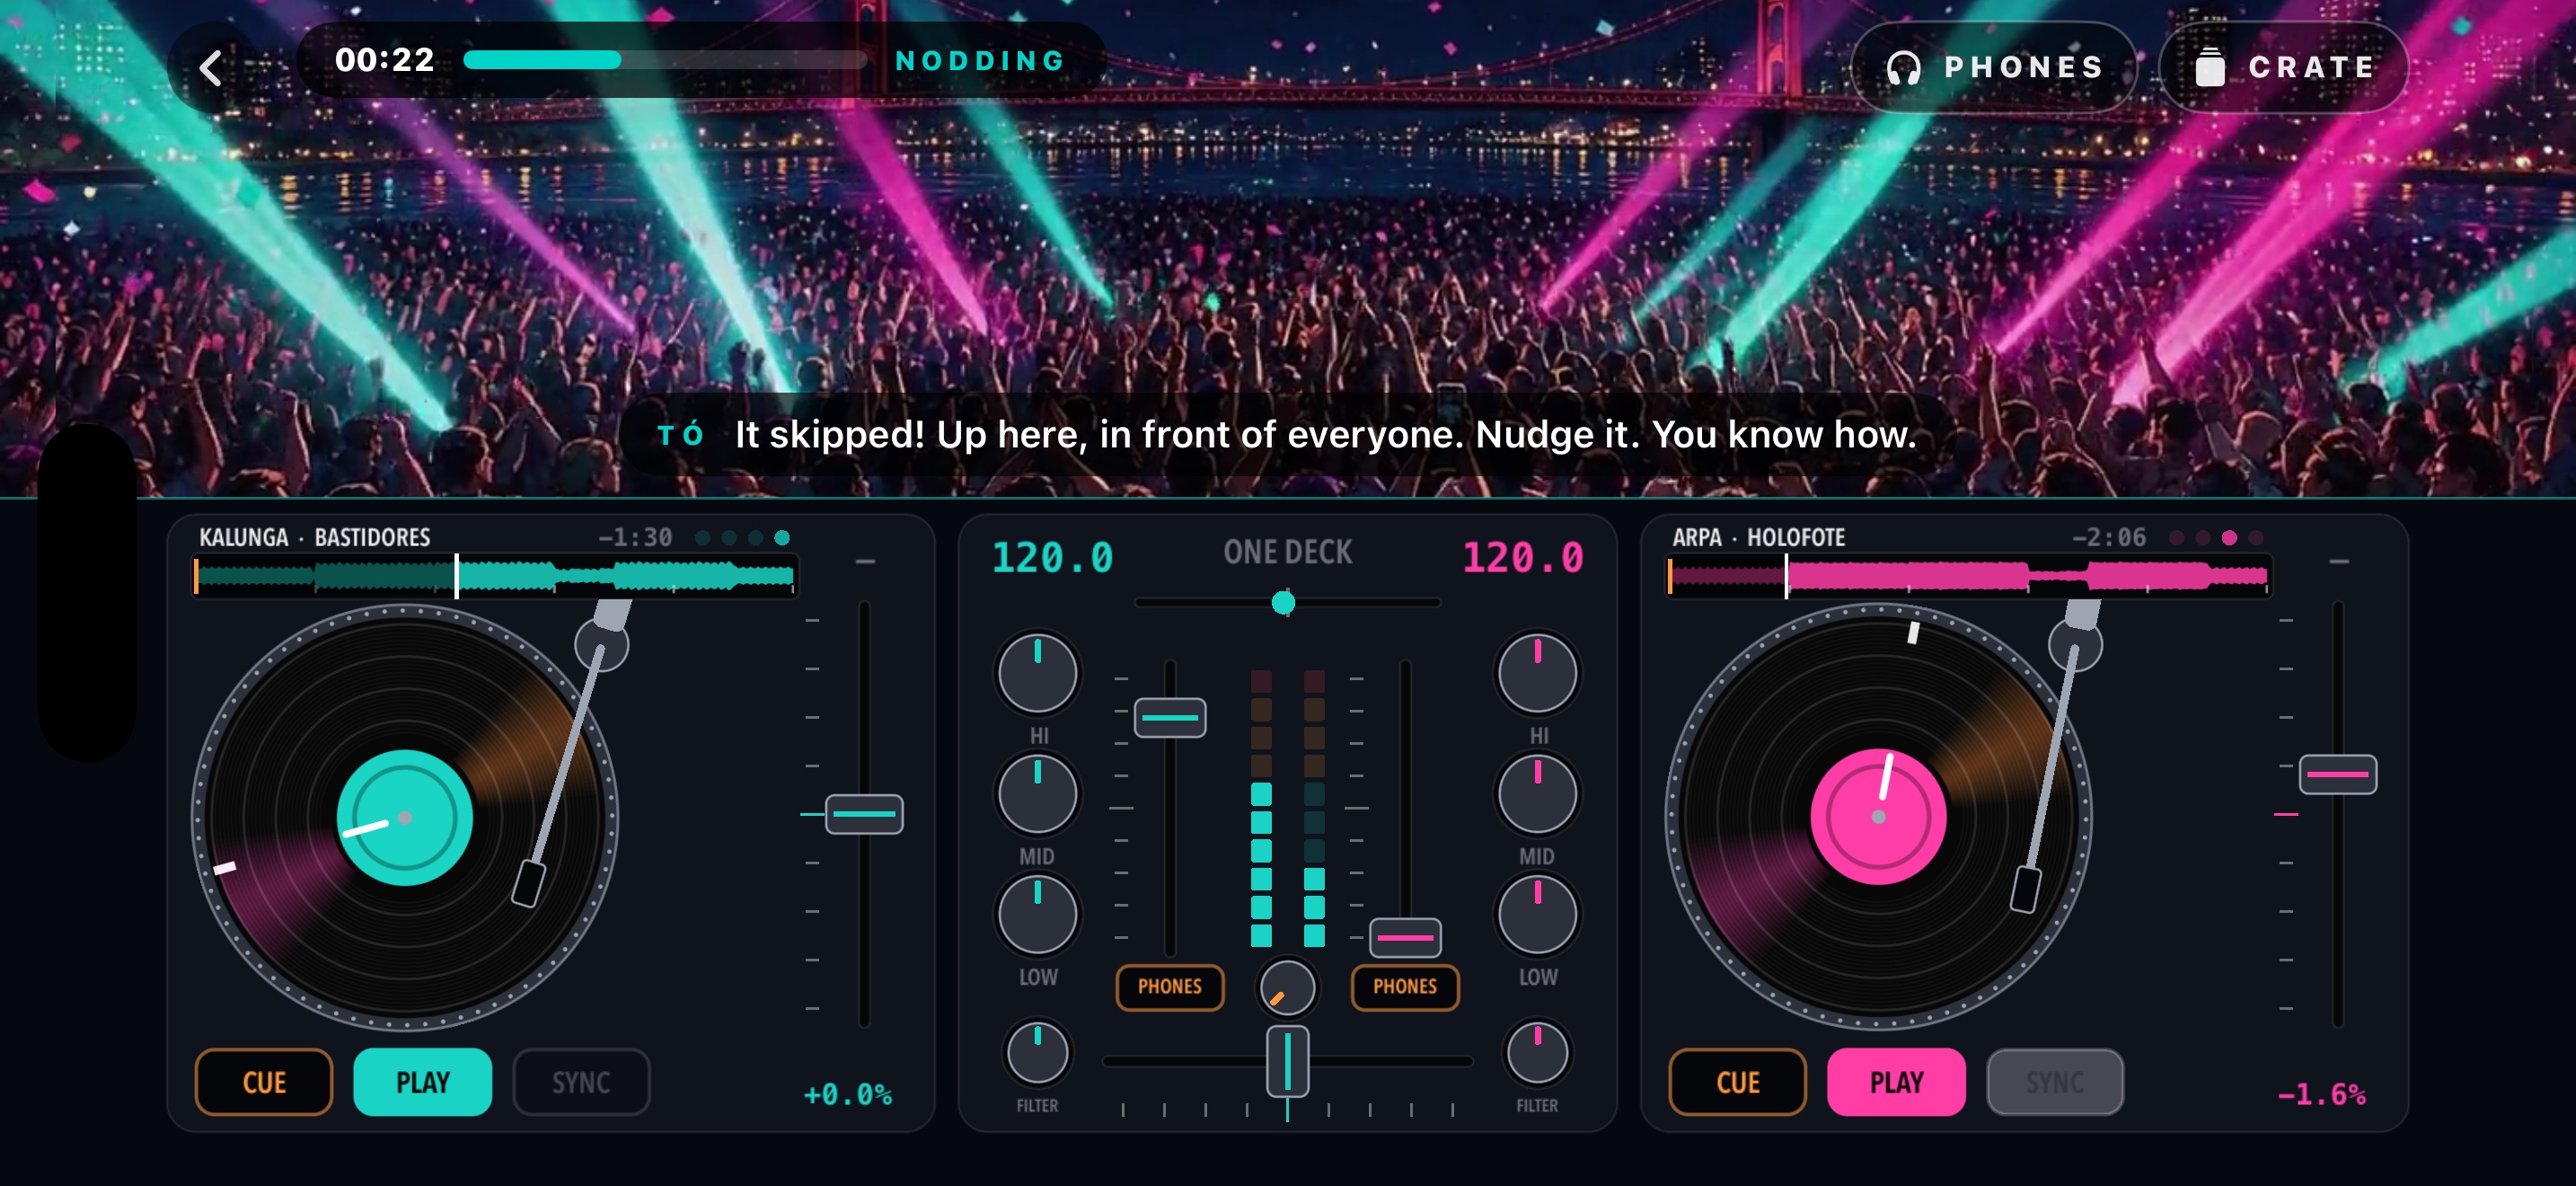 00:22
NODDING
PHONES
CRATE
TÓ It skipped! Up here, in front of everyone. Nudge it. You know how.
KALUNGA · BASTIDORES
−1:30
120.0
ONE DECK
120.0
ARPA · HOLOFOTE
−2:06
HI
HI
MID
MID
LOW
LOW
PHONES
PHONES
FILTER
FILTER
CUE
PLAY
SYNC
+0.0%
CUE
PLAY
SYNC
−1.6%